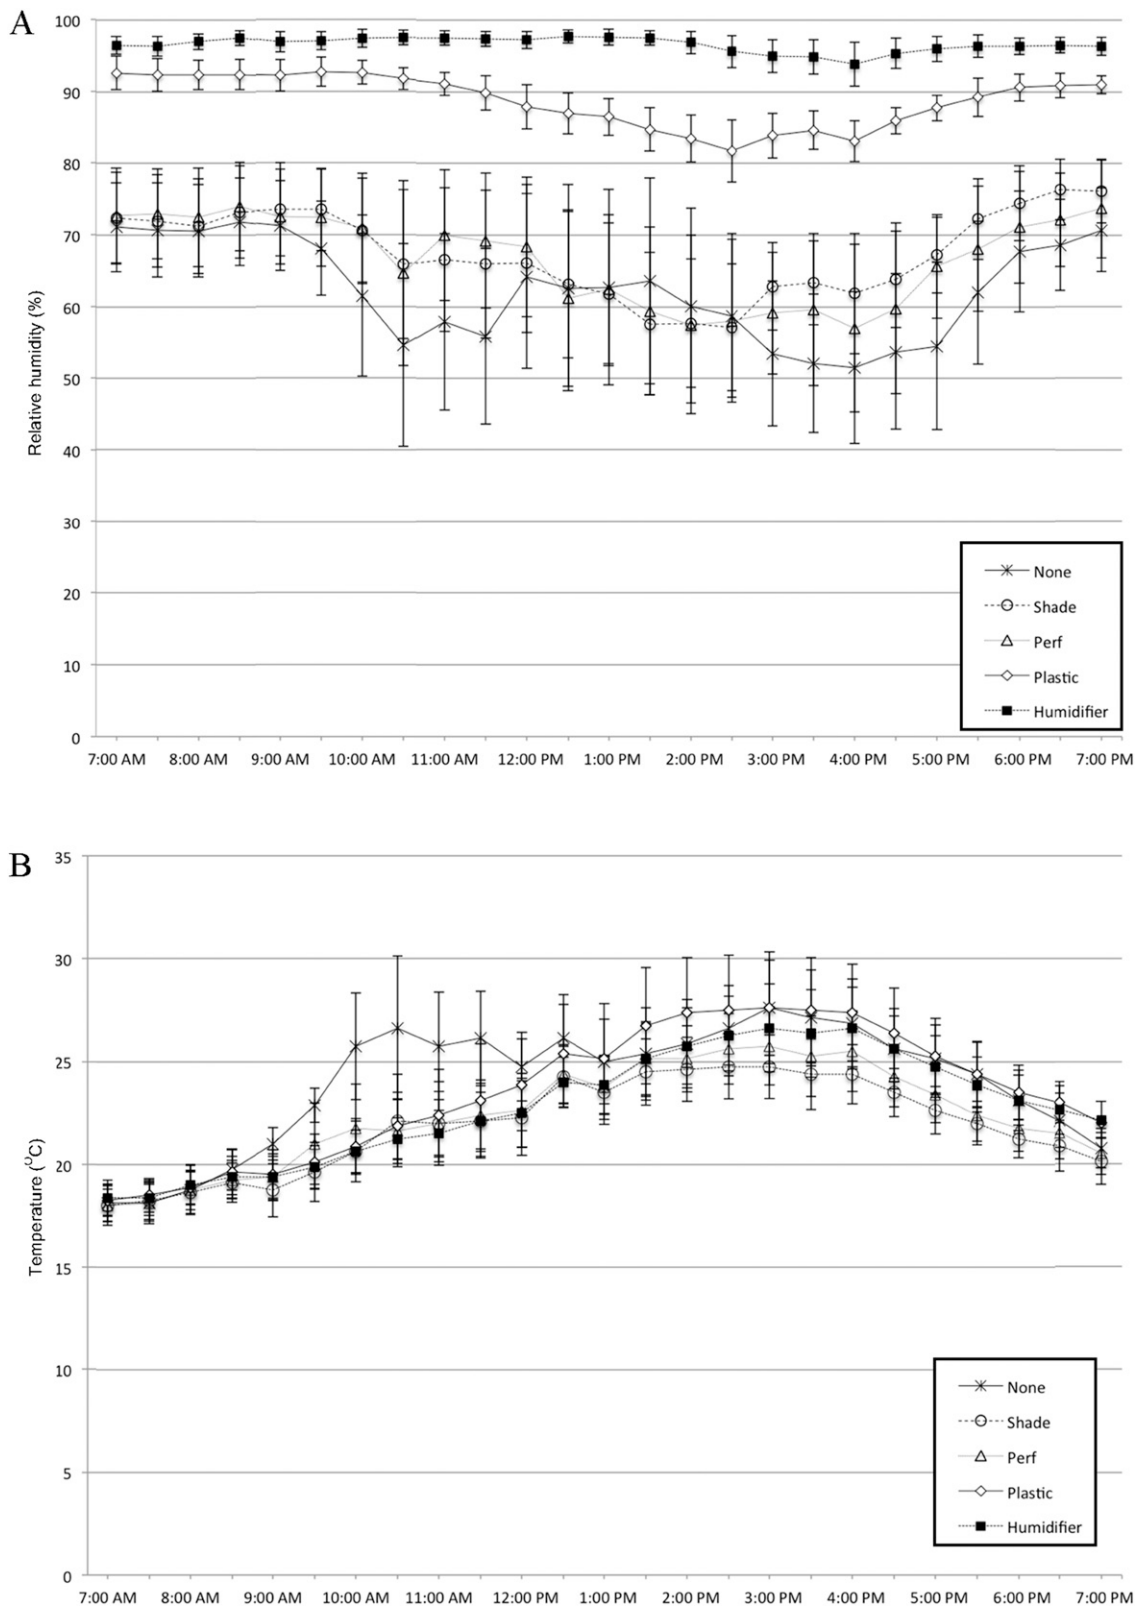 A
100
90
80
70
60
50
40
30
20
10
0
Relative humidity (%)
None
Shade
Perf
Plastic
Humidifier
7:00 AM 8:00 AM 9:00 AM 10:00 AM 11:00 AM 12:00 PM 1:00 PM 2:00 PM 3:00 PM 4:00 PM 5:00 PM 6:00 PM 7:00 PM
B
35
30
25
20
15
10
5
0
Temperature (°C)
None
Shade
Perf
Plastic
Humidifier
7:00 AM 8:00 AM 9:00 AM 10:00 AM 11:00 AM 12:00 PM 1:00 PM 2:00 PM 3:00 PM 4:00 PM 5:00 PM 6:00 PM 7:00 PM